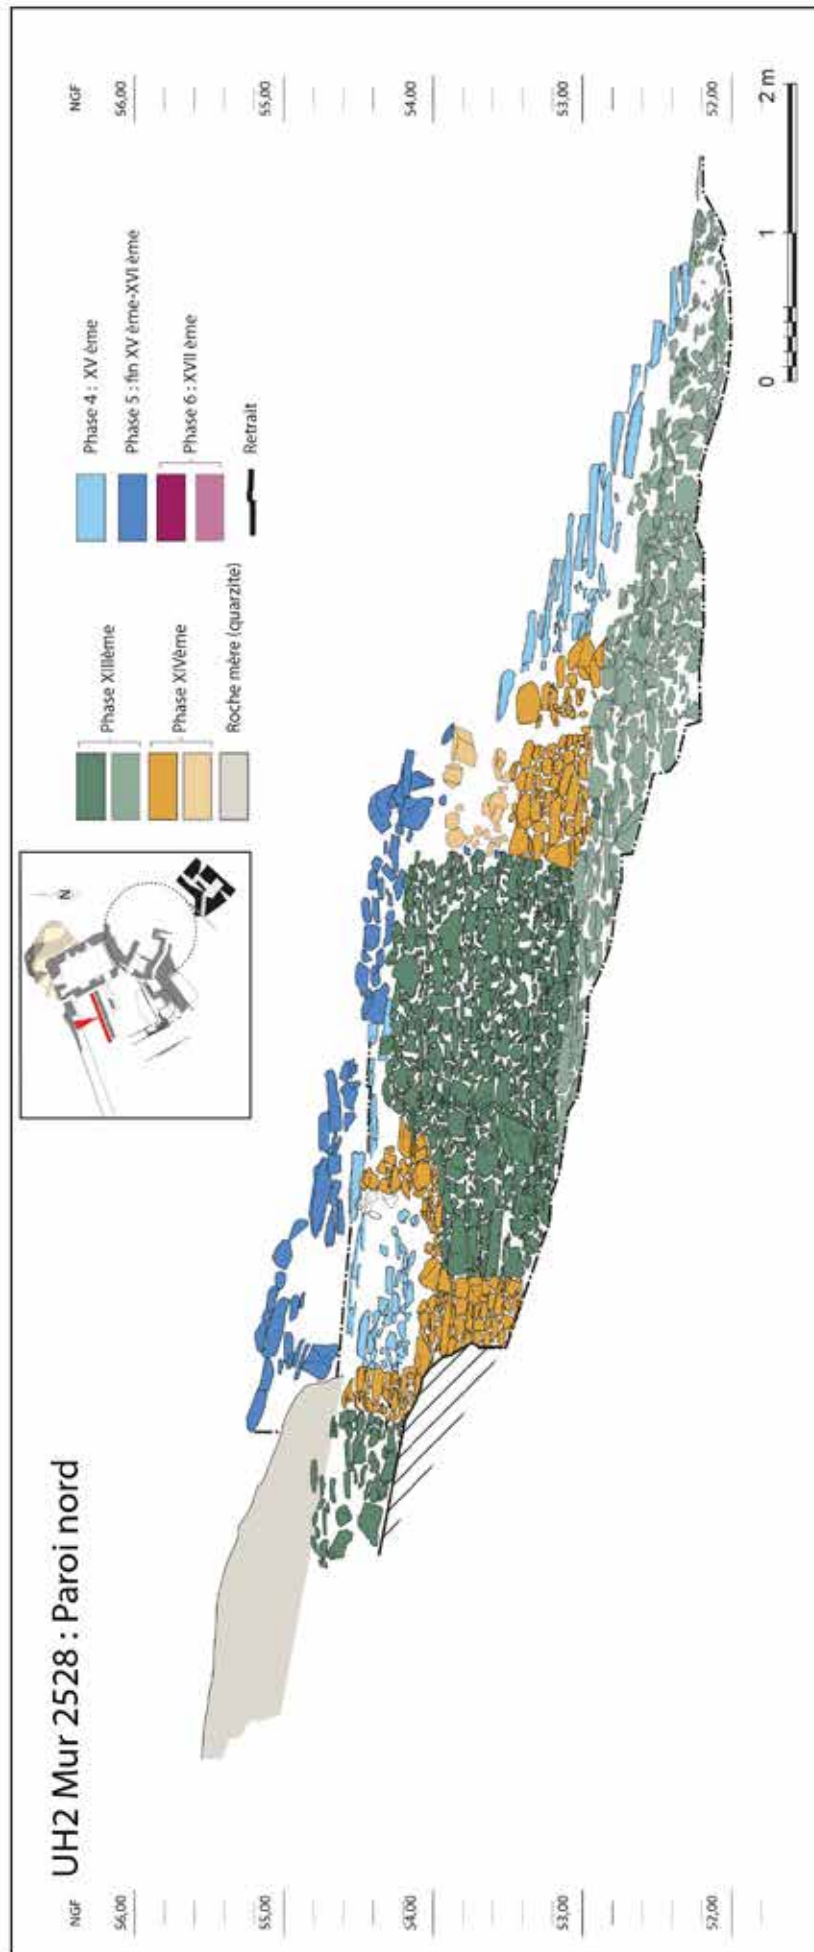 UH2 Mur 2528 : Paroi nord
N
Phase XIIIème
Phase XIVème
Roche mère (quarzite)
Phase 4 : XV ème
Phase 5 : fin XV ème-XVI ème
Phase 6 : XVII ème
Retrait
NGF
56,00
55,00
54,00
53,00
52,00
NGF
56,00
55,00
54,00
53,00
52,00
0 1 2 m